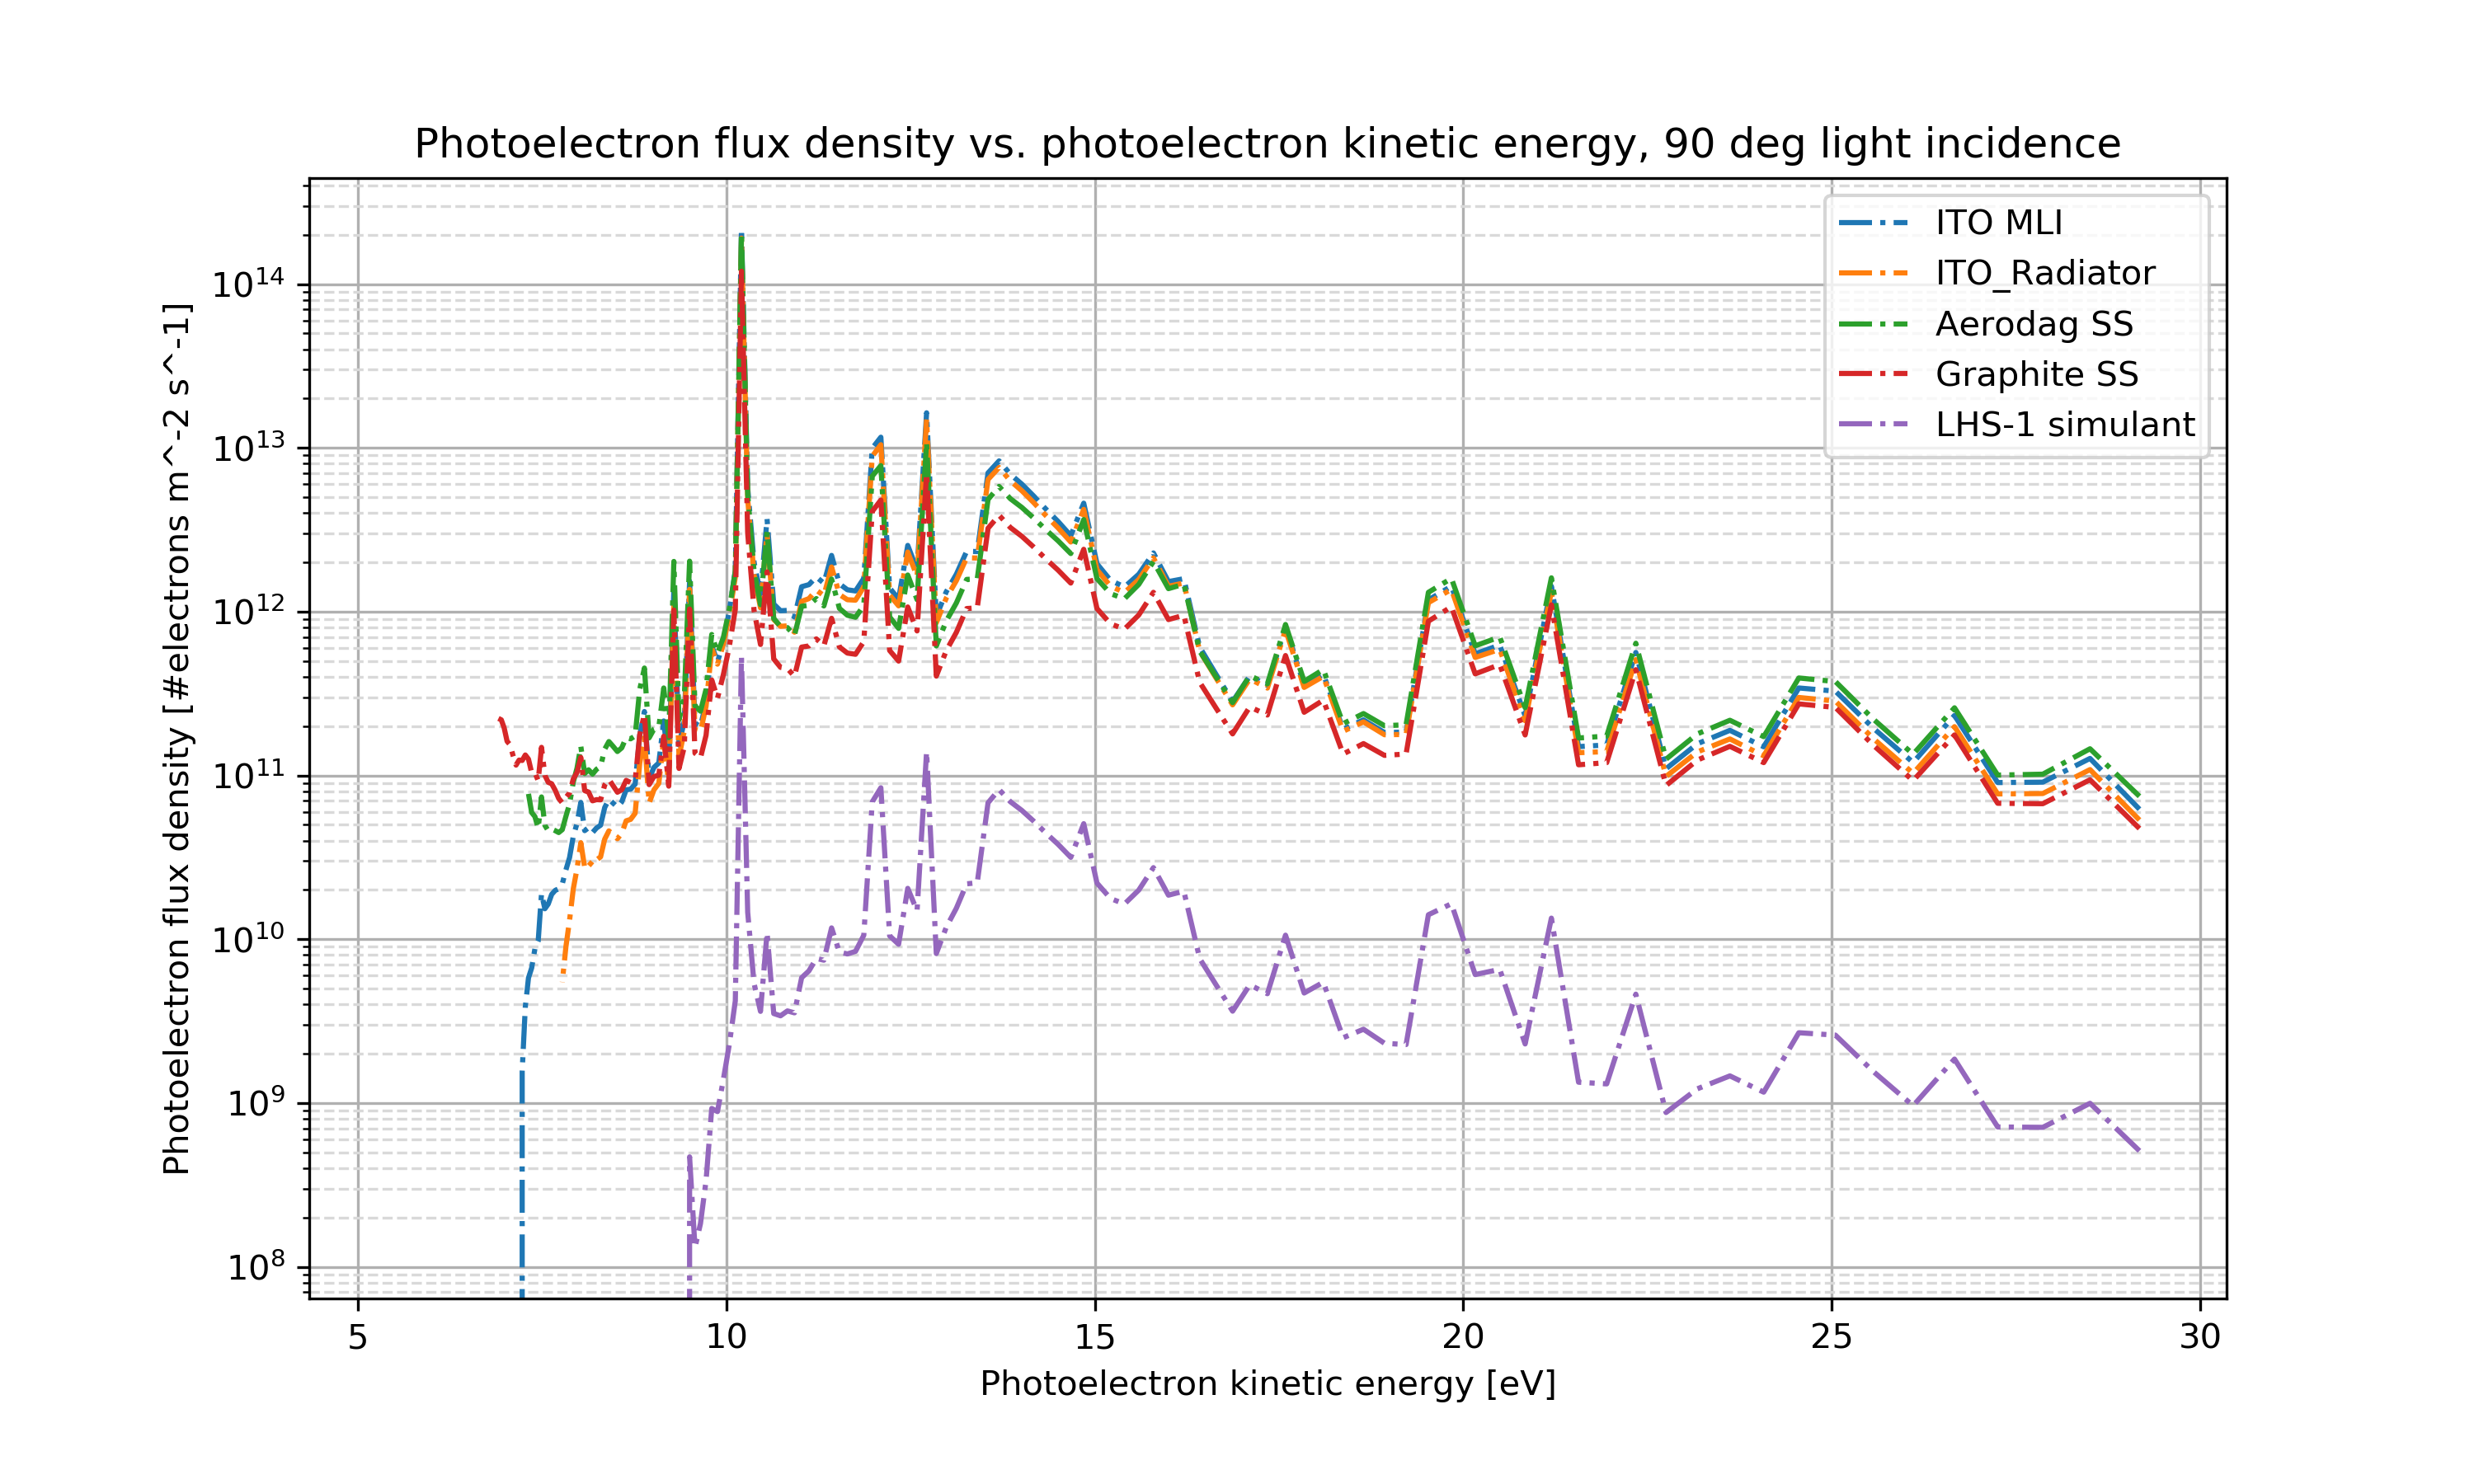 Photoelectron flux density vs. photoelectron kinetic energy, 90 deg light incidence
Photoelectron flux density [#electrons m^-2 s^-1]
10^14
10^13
10^12
10^11
10^10
10^9
10^8
ITO MLI
ITO_Radiator
Aerodag SS
Graphite SS
LHS-1 simulant
5 10 15 20 25 30
Photoelectron kinetic energy [eV]